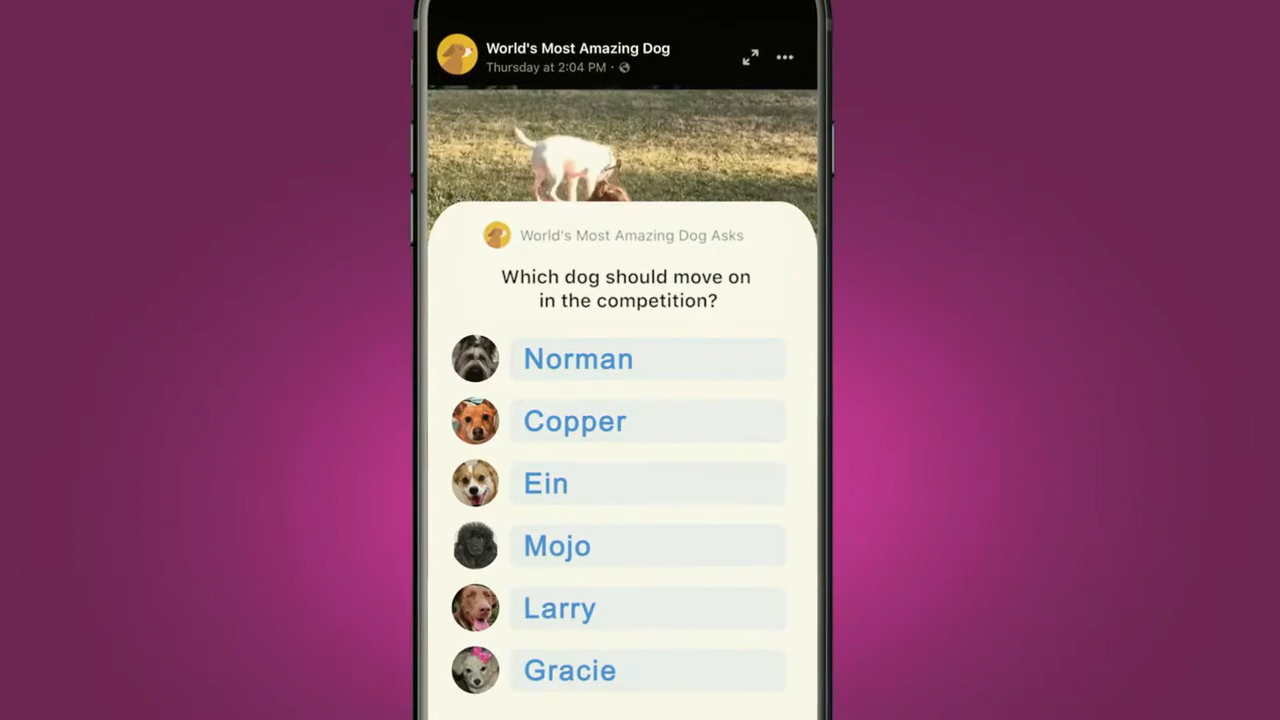 World's Most Amazing Dog
Thursday at 2:04 PM ·
World's Most Amazing Dog Asks
Which dog should move on
in the competition?
Norman
Copper
Ein
Mojo
Larry
Gracie